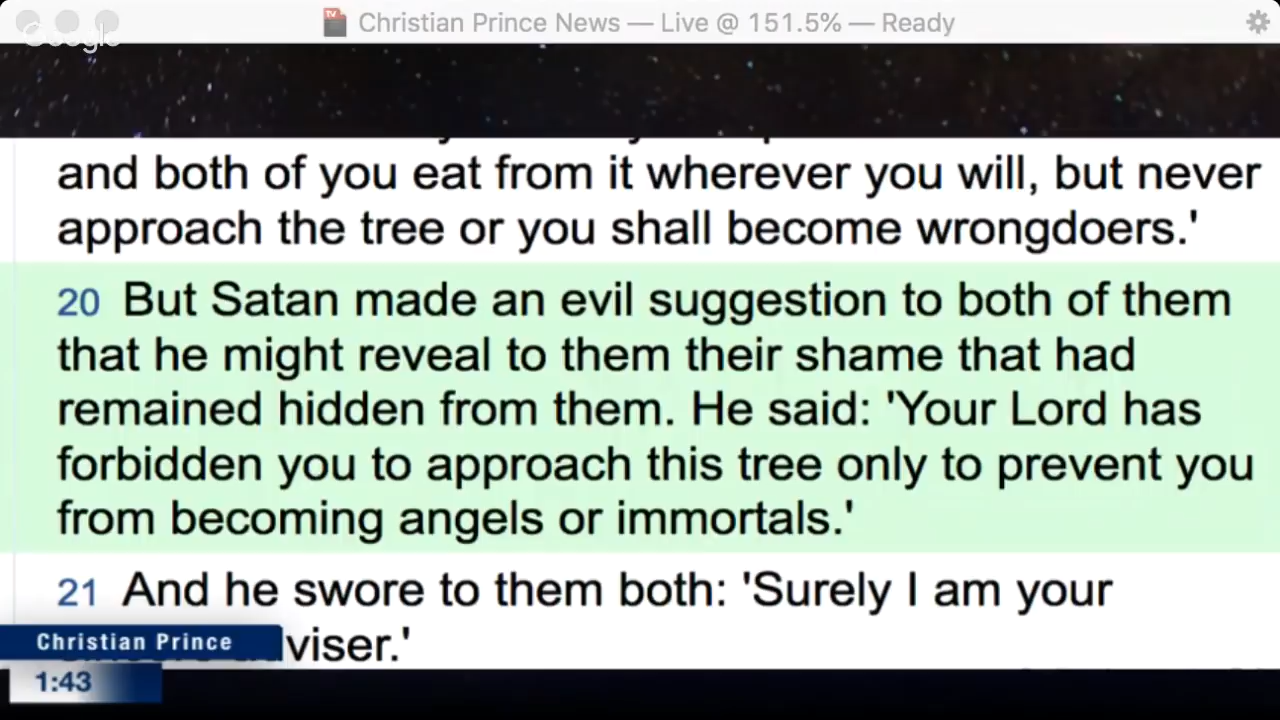 Christian Prince News — Live @ 151.5% — Ready
Google
and both of you eat from it wherever you will, but never
approach the tree or you shall become wrongdoers.'
20 But Satan made an evil suggestion to both of them
that he might reveal to them their shame that had
remained hidden from them. He said: 'Your Lord has
forbidden you to approach this tree only to prevent you
from becoming angels or immortals.'
21 And he swore to them both: 'Surely I am your
viser.'
Christian Prince
1:43